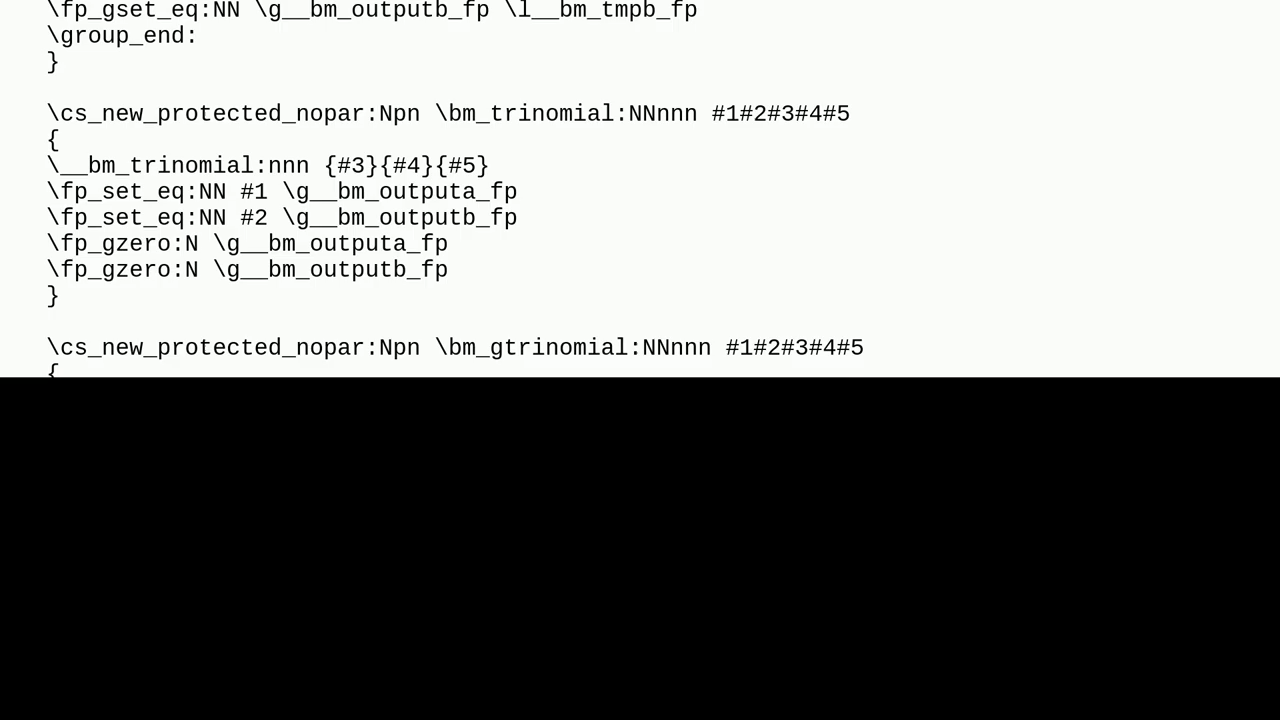 \fp_gset_eq:NN \g__bm_outputb_fp \l__bm_tmpb_fp
\group_end:
}
\cs_new_protected_nopar:Npn \bm_trinomial:NNnnn #1#2#3#4#5
{
\__bm_trinomial:nnn {#3}{#4}{#5}
\fp_set_eq:NN #1 \g__bm_outputa_fp
\fp_set_eq:NN #2 \g__bm_outputb_fp
\fp_gzero:N \g__bm_outputa_fp
\fp_gzero:N \g__bm_outputb_fp
}
\cs_new_protected_nopar:Npn \bm_gtrinomial:NNnnn #1#2#3#4#5
{